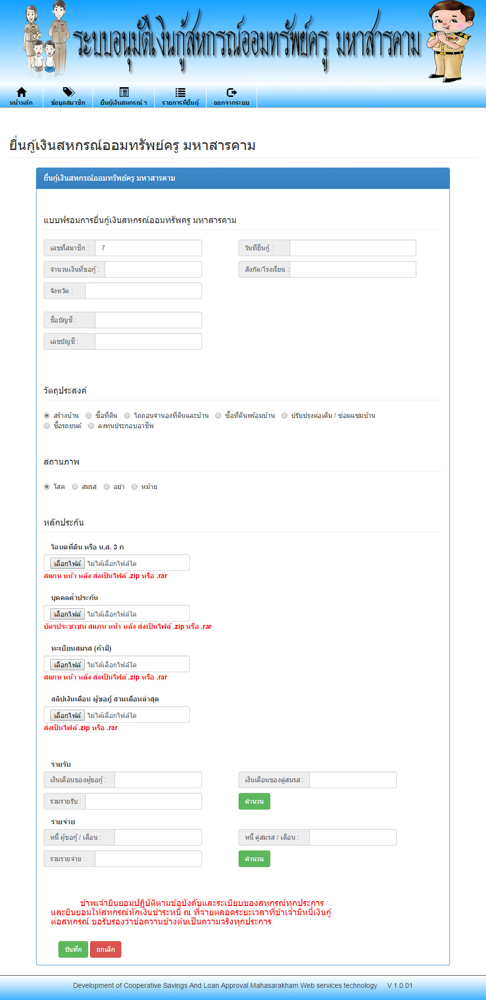 ระบบอนุมัติเงินกู้สหกรณ์ออมทรัพย์ครู มหาสารคาม
หน้าหลัก ข้อมูลสมาชิก ยื่นกู้เงินสหกรณ์ ฯ รายการที่ยื่นกู้ ออกจากระบบ
ยื่นกู้เงินสหกรณ์ออมทรัพย์ครู มหาสารคาม
ยื่นกู้เงินสหกรณ์ออมทรัพย์ครู มหาสารคาม
แบบฟรอมการยื่นกู้เงินสหกรณ์ออมทรัพครู มหาสารคาม
เลขที่สมาชิก : 7 วันที่ยื่นกู้ :
จำนวนเงินที่ขอกู้ : สังกัด/โรงเรียน :
จังหวัด :
ชื่อบัญชี :
เลขบัญชี :
วัตถุประสงค์
สร้างบ้าน ซื้อที่ดิน ไถ่ถอนจำนองที่ดินและบ้าน ซื้อที่ดินพร้อมบ้าน ปรับปรุงต่อเติม / ซ่อมแซมบ้าน
ซื้อรถยนต์ ลงทุนประกอบอาชีพ
สถานภาพ
โสด สมรส อย่า หม้าย
หลักประกัน
โฉนดที่ดิน หรือ น.ส. 3 ก
เลือกไฟล์ ไม่ได้เลือกไฟล์ใด
สแกน หน้า หลัง ส่งเป็นไฟล์ .zip หรือ .rar
บุคคลค้ำประกัน
เลือกไฟล์ ไม่ได้เลือกไฟล์ใด
บัตรประชาชน สแกน หน้า หลัง ส่งเป็นไฟล์ .zip หรือ .rar
ทะเบียนสมรส (ถ้ามี)
เลือกไฟล์ ไม่ได้เลือกไฟล์ใด
สแกน หน้า หลัง ส่งเป็นไฟล์ .zip หรือ .rar
สลิปเงินเดือน ผู้ขอกู้ สามเดือนล่าสุด
เลือกไฟล์ ไม่ได้เลือกไฟล์ใด
ส่งเป็นไฟล์ .zip หรือ .rar
รายรับ
เงินเดือนของผู้ขอกู้ : เงินเดือนของคู่สมรส :
รวมรายรับ : คำนวน
รายจ่าย
หนี้ ผู้ขอกู้ / เดือน : หนี้ คู่สมรส / เดือน :
รวมรายจ่าย : คำนวน
ข้าพเจ้ายินยอมปฏิบัติตามข้อบังคับและระเบียบของสหกรณ์ทุกประการ
และยินยอมให้สหกรณ์หักเงินชำระหนี้ ณ ที่จ่ายตลอดระยะเวลาที่ข้าเจ้ามีหนี้เงินกู้
ต่อสหกรณ์ ขอรับรองว่าข้อความข้างต้นเป็นความจริงทุกประการ
บันทึก ยกเลิก
Development of Cooperative Savings And Loan Approval Mahasarakham Web services technology V 1.0.01